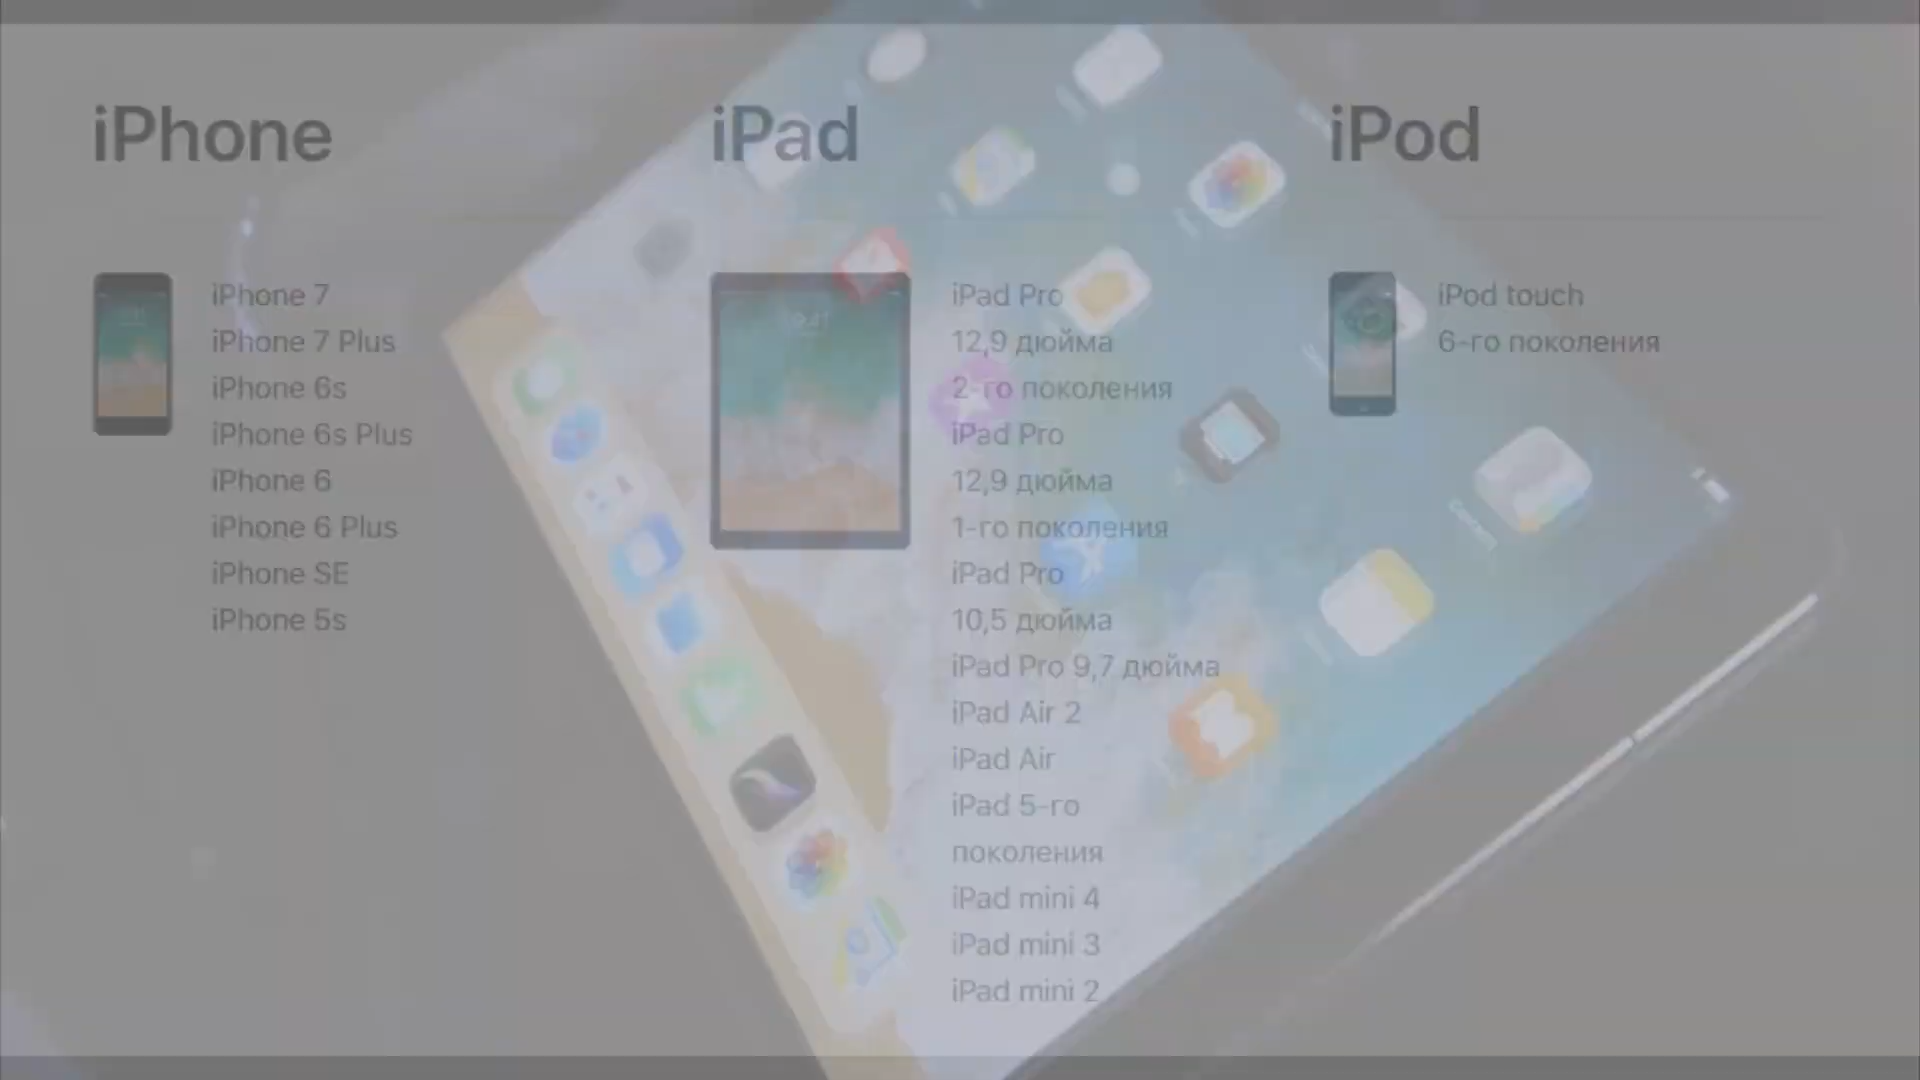 iPhone
iPhone 7
iPhone 7 Plus
iPhone 6s
iPhone 6s Plus
iPhone 6
iPhone 6 Plus
iPhone SE
iPhone 5s
iPad
iPad Pro
12,9 дюйма
2-го поколения
iPad Pro
12,9 дюйма
1-го поколения
iPad Pro
10,5 дюйма
iPad Pro 9,7 дюйма
iPad Air 2
iPad Air
iPad 5-го
поколения
iPad mini 4
iPad mini 3
iPad mini 2
iPod
iPod touch
6-го поколения